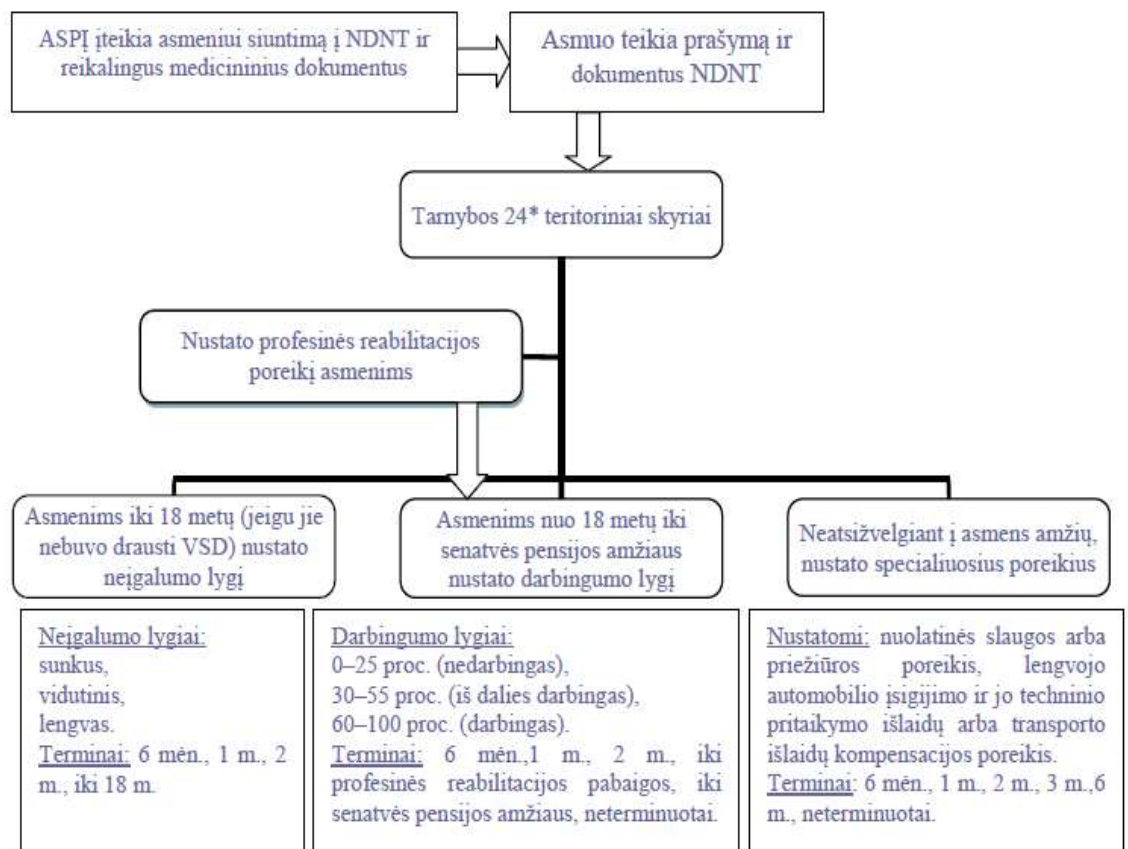 ASPĮ įteikia asmeniui siuntimą į NDNT ir
reikalingus medicininius dokumentus
Asmuo teikia prašymą ir
dokumentus NDNT
Tarnybos 24* teritoriniai skyriai
Nustato profesinės reabilitacijos
poreikį asmenims
Asmenims iki 18 metų (jeigu jie
nebuvo drausti VSD) nustato
neįgalumo lygį
Asmenims nuo 18 metų iki
senatvės pensijos amžiaus
nustato darbingumo lygį
Neatsižvelgiant į asmens amžių,
nustato specialiuosius poreikius
Neįgalumo lygiai:
sunkus,
vidutinis,
lengvas.
Terminai: 6 mėn., 1 m., 2
m., iki 18 m.
Darbingumo lygiai:
0–25 proc. (nedarbingas),
30–55 proc. (iš dalies darbingas),
60–100 proc. (darbingas).
Terminai: 6 mėn.,1 m., 2 m., iki
profesinės reabilitacijos pabaigos, iki
senatvės pensijos amžiaus, neterminuotai.
Nustatomi: nuolatinės slaugos arba
priežiūros poreikis, lengvojo
automobilio įsigijimo ir jo techninio
pritaikymo išlaidų arba transporto
išlaidų kompensacijos poreikis.
Terminai: 6 mėn., 1 m., 2 m., 3 m.,6
m., neterminuotai.